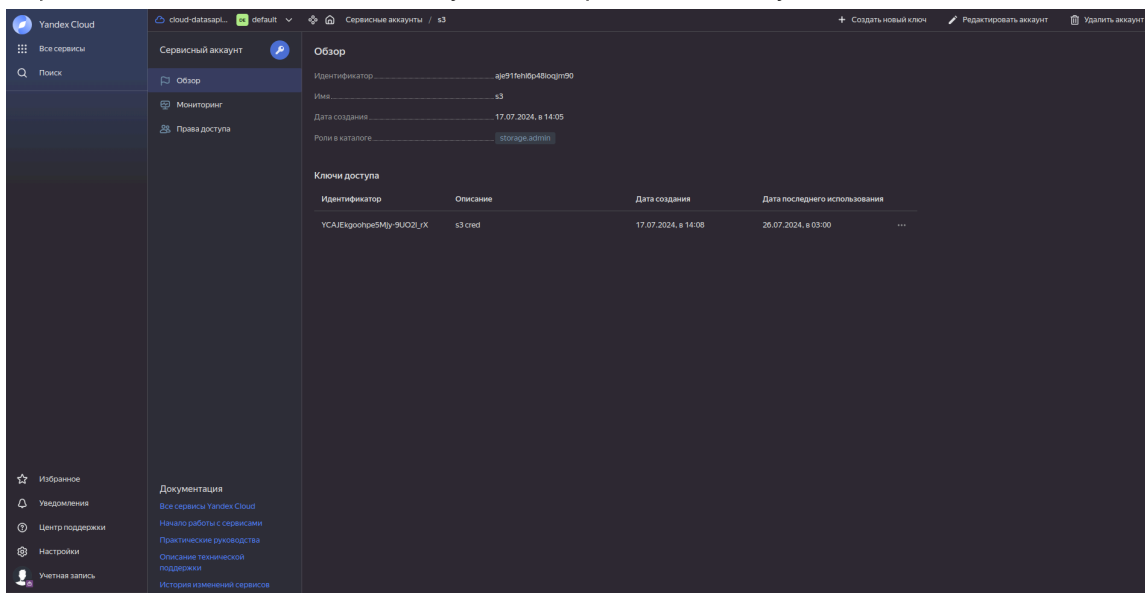 Yandex Cloud
Все сервисы
Поиск
Избранное
Уведомления
Центр поддержки
Настройки
Учетная запись
cloud-datasapi... DE default
Сервисный аккаунт
Обзор
Мониторинг
Права доступа
Документация
Все сервисы Yandex Cloud
Начало работы с сервисами
Практические руководства
Описание технической
поддержки
История изменений сервисов
Сервисные аккаунты / s3
+ Создать новый ключ Редактировать аккаунт Удалить аккаунт
Обзор
Идентификатор aje91fehl6p48loqjm90
Имя s3
Дата создания 17.07.2024, в 14:05
Роли в каталоге storage.admin
Ключи доступа
Идентификатор Описание Дата создания Дата последнего использования
YCAJEkgoohpe5Mjy-9UO2l_rX s3 cred 17.07.2024, в 14:08 26.07.2024, в 03:00 ...